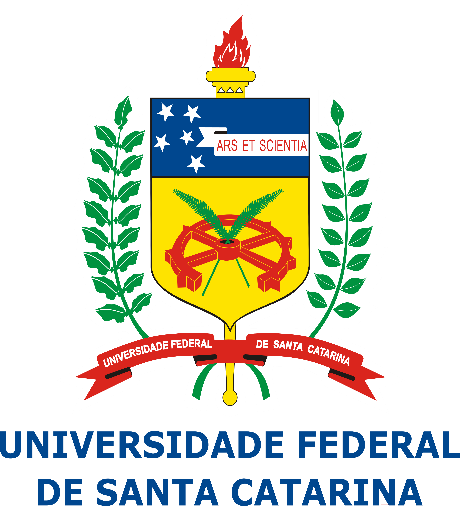 ARS ET SCIENTIA
UNIVERSIDADE FEDERAL DE SANTA CATARINA
UNIVERSIDADE FEDERAL
DE SANTA CATARINA